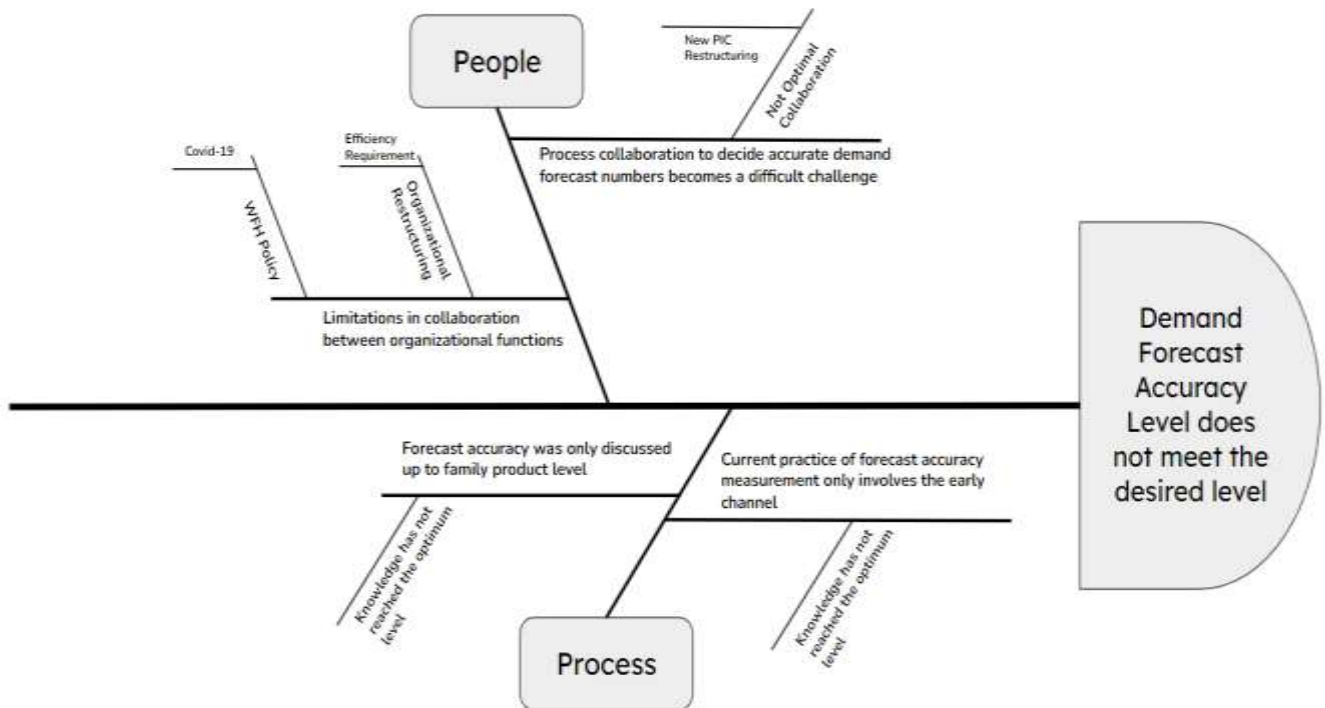 People
New PIC
Restructuring
Not Optimal
Collaboration
Process collaboration to decide accurate demand
forecast numbers becomes a difficult challenge
Covid-19
WFH Policy
Efficiency
Requirement
Organizational
Restructuring
Limitations in collaboration
between organizational functions
Demand
Forecast
Accuracy
Level does
not meet the
desired level
Forecast accuracy was only discussed
up to family product level
Knowledge has not
reached the optimum
level
Current practice of forecast accuracy
measurement only involves the early
channel
Knowledge has not
reached the optimum
level
Process